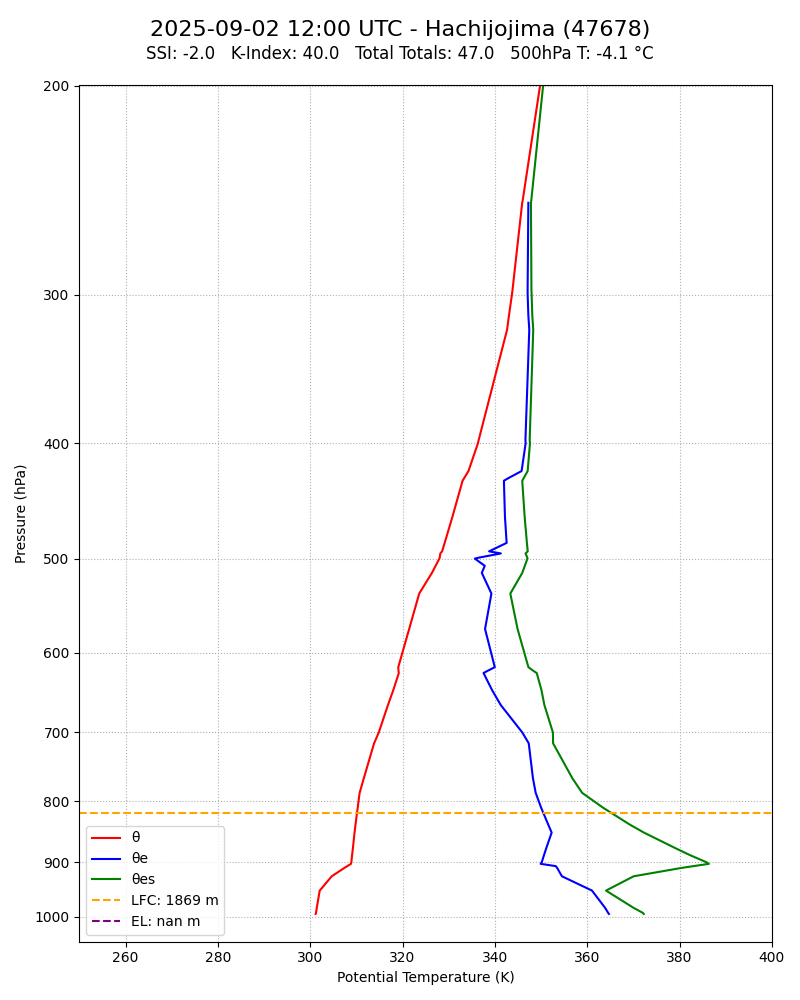 2025-09-02 12:00 UTC - Hachijojima (47678)
SSI: -2.0   K-Index: 40.0   Total Totals: 47.0   500hPa T: -4.1 °C
200
300
400
500
600
700
800
900
1000
Pressure (hPa)
θ
θe
θes
LFC: 1869 m
EL: nan m
260 280 300 320 340 360 380 400
Potential Temperature (K)